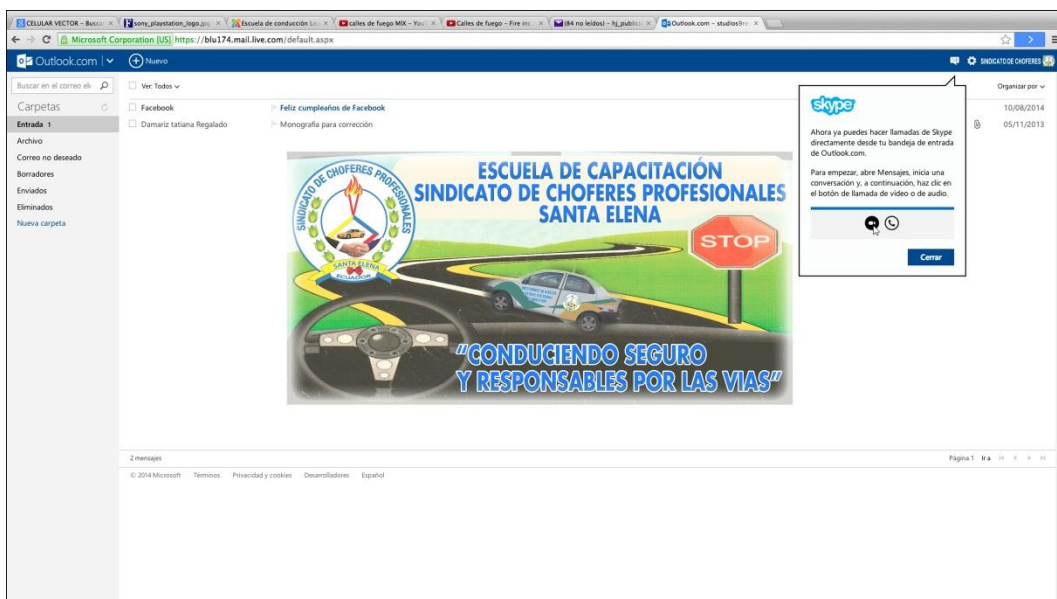 CELULAR VECTOR - Busca
sony_playstation_logo.jpg
Escuela de conducción
calles de fuego MIX - You
Calles de fuego - Fire inc.
(84 no leídos) - hj_public
Outlook.com - studios9
Microsoft Corporation [US] https://blu174.mail.live.com/default.aspx
Outlook.com
Nuevo
SINDICATO DE CHOFERES
Buscar en el correo ele
Ver: Todos
Organizar por
Carpetas
Entrada 1
Archivo
Correo no deseado
Borradores
Enviados
Eliminados
Nueva carpeta
Facebook Feliz cumpleaños de Facebook 10/08/2014
Damariz tatiana Regalado Monografia para corrección 05/11/2013
SINDICATO DE CHOFERES PROFESIONALES
SANTA ELENA
ECUADOR
ESCUELA DE CAPACITACIÓN
SINDICATO DE CHOFERES PROFESIONALES
SANTA ELENA
STOP
"CONDUCIENDO SEGURO
Y RESPONSABLES POR LAS VIAS"
skype
Ahora ya puedes hacer llamadas de Skype
directamente desde tu bandeja de entrada
de Outlook.com.
Para empezar, abre Mensajes, inicia una
conversación y, a continuación, haz clic en
el botón de llamada de vídeo o de audio.
Cerrar
2 mensajes
Página 1 Ir a
© 2014 Microsoft Términos Privacidad y cookies Desarrolladores Español